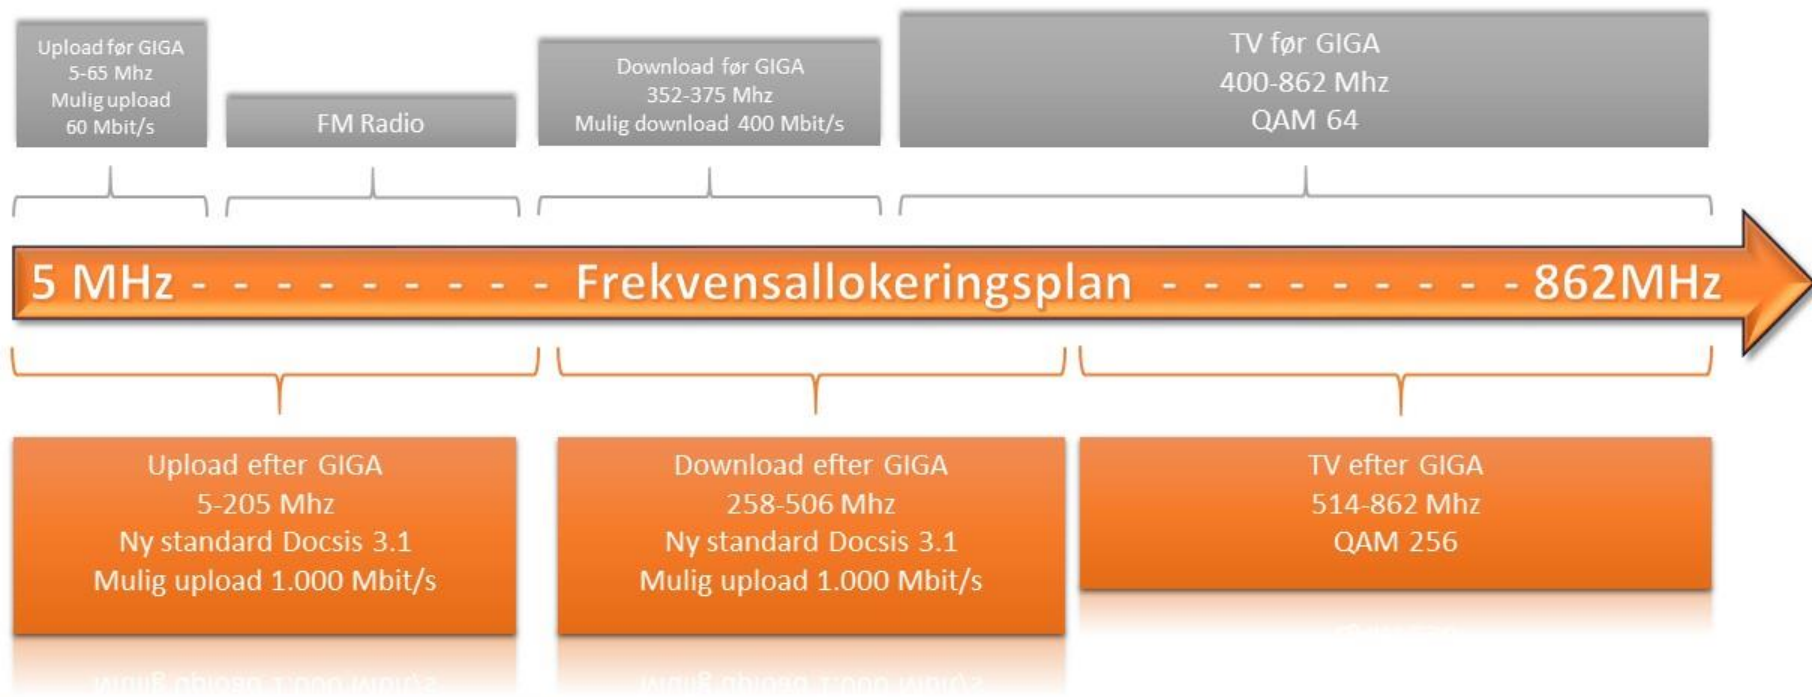 Upload før GIGA
5-65 Mhz
Mulig upload
60 Mbit/s
FM Radio
Download før GIGA
352-375 Mhz
Mulig download 400 Mbit/s
TV før GIGA
400-862 Mhz
QAM 64
5 MHz - - - - - - - - - - Frekvensallokeringsplan - - - - - - - - - - 862MHz
Upload efter GIGA
5-205 Mhz
Ny standard Docsis 3.1
Mulig upload 1.000 Mbit/s
Download efter GIGA
258-506 Mhz
Ny standard Docsis 3.1
Mulig upload 1.000 Mbit/s
TV efter GIGA
514-862 Mhz
QAM 256